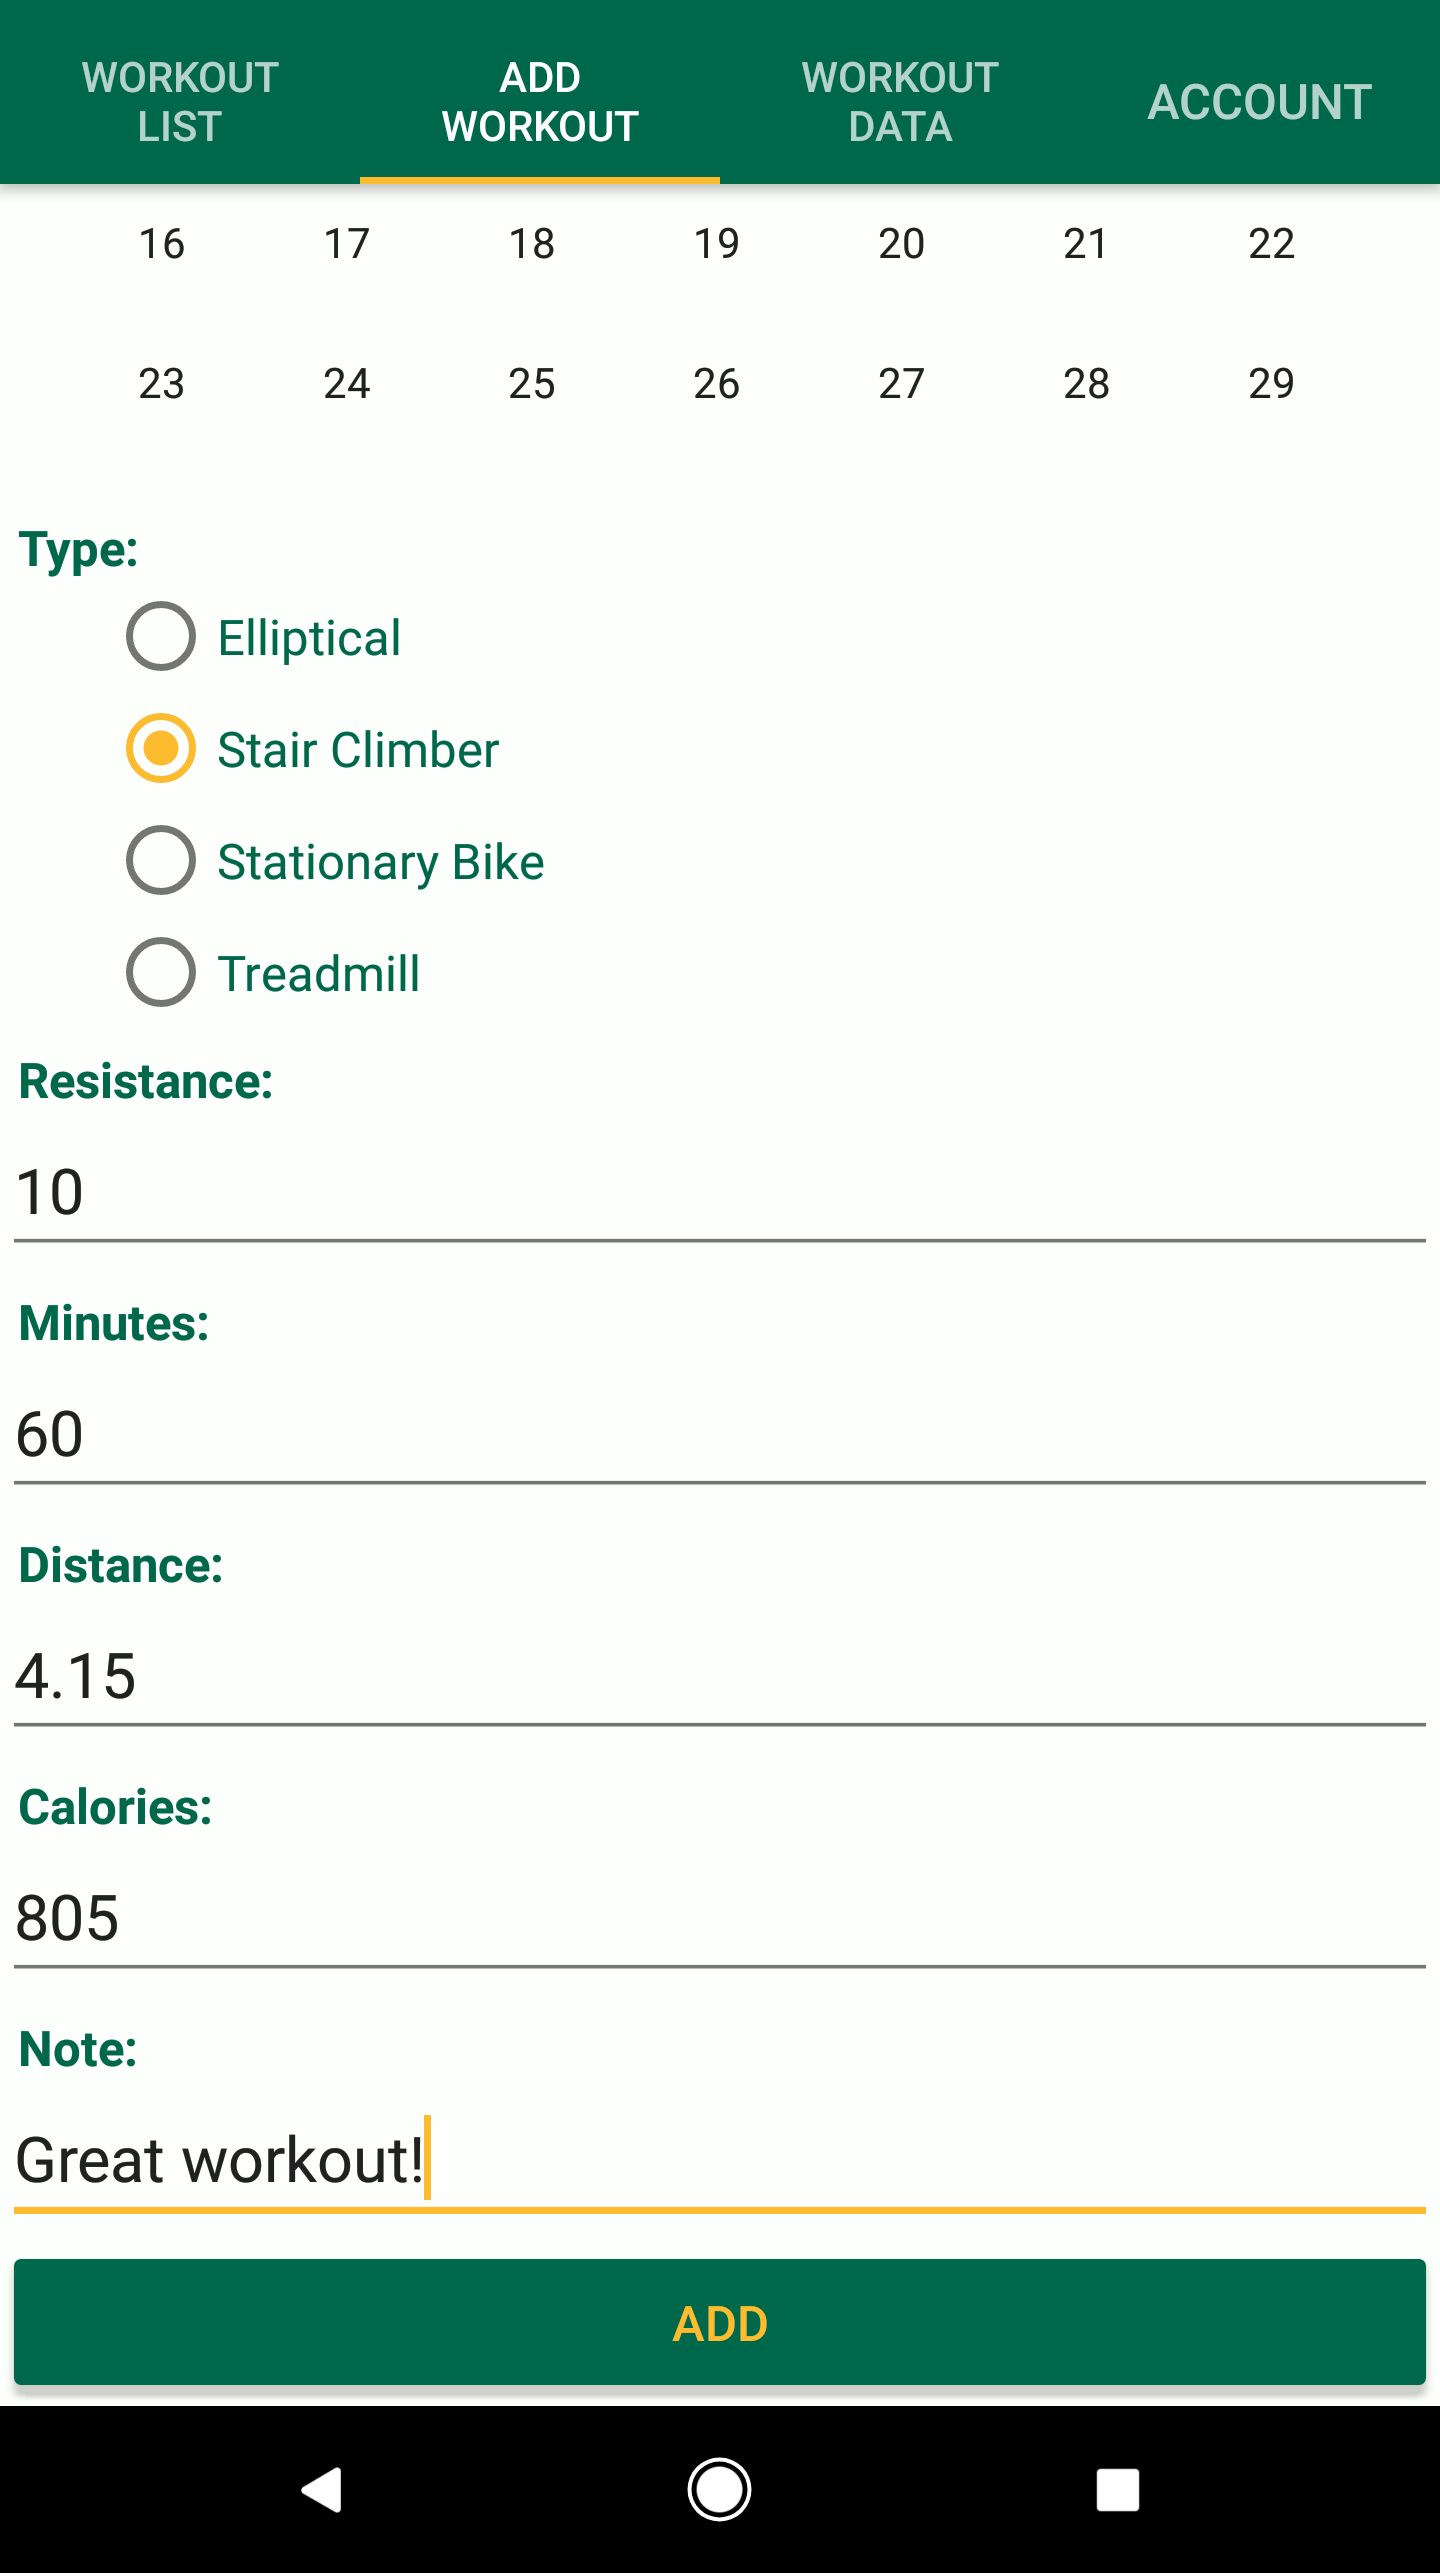 WORKOUT LIST
ADD WORKOUT
WORKOUT DATA
ACCOUNT
16 17 18 19 20 21 22
23 24 25 26 27 28 29
Type:
Elliptical
Stair Climber
Stationary Bike
Treadmill
Resistance:
10
Minutes:
60
Distance:
4.15
Calories:
805
Note:
Great workout!
ADD